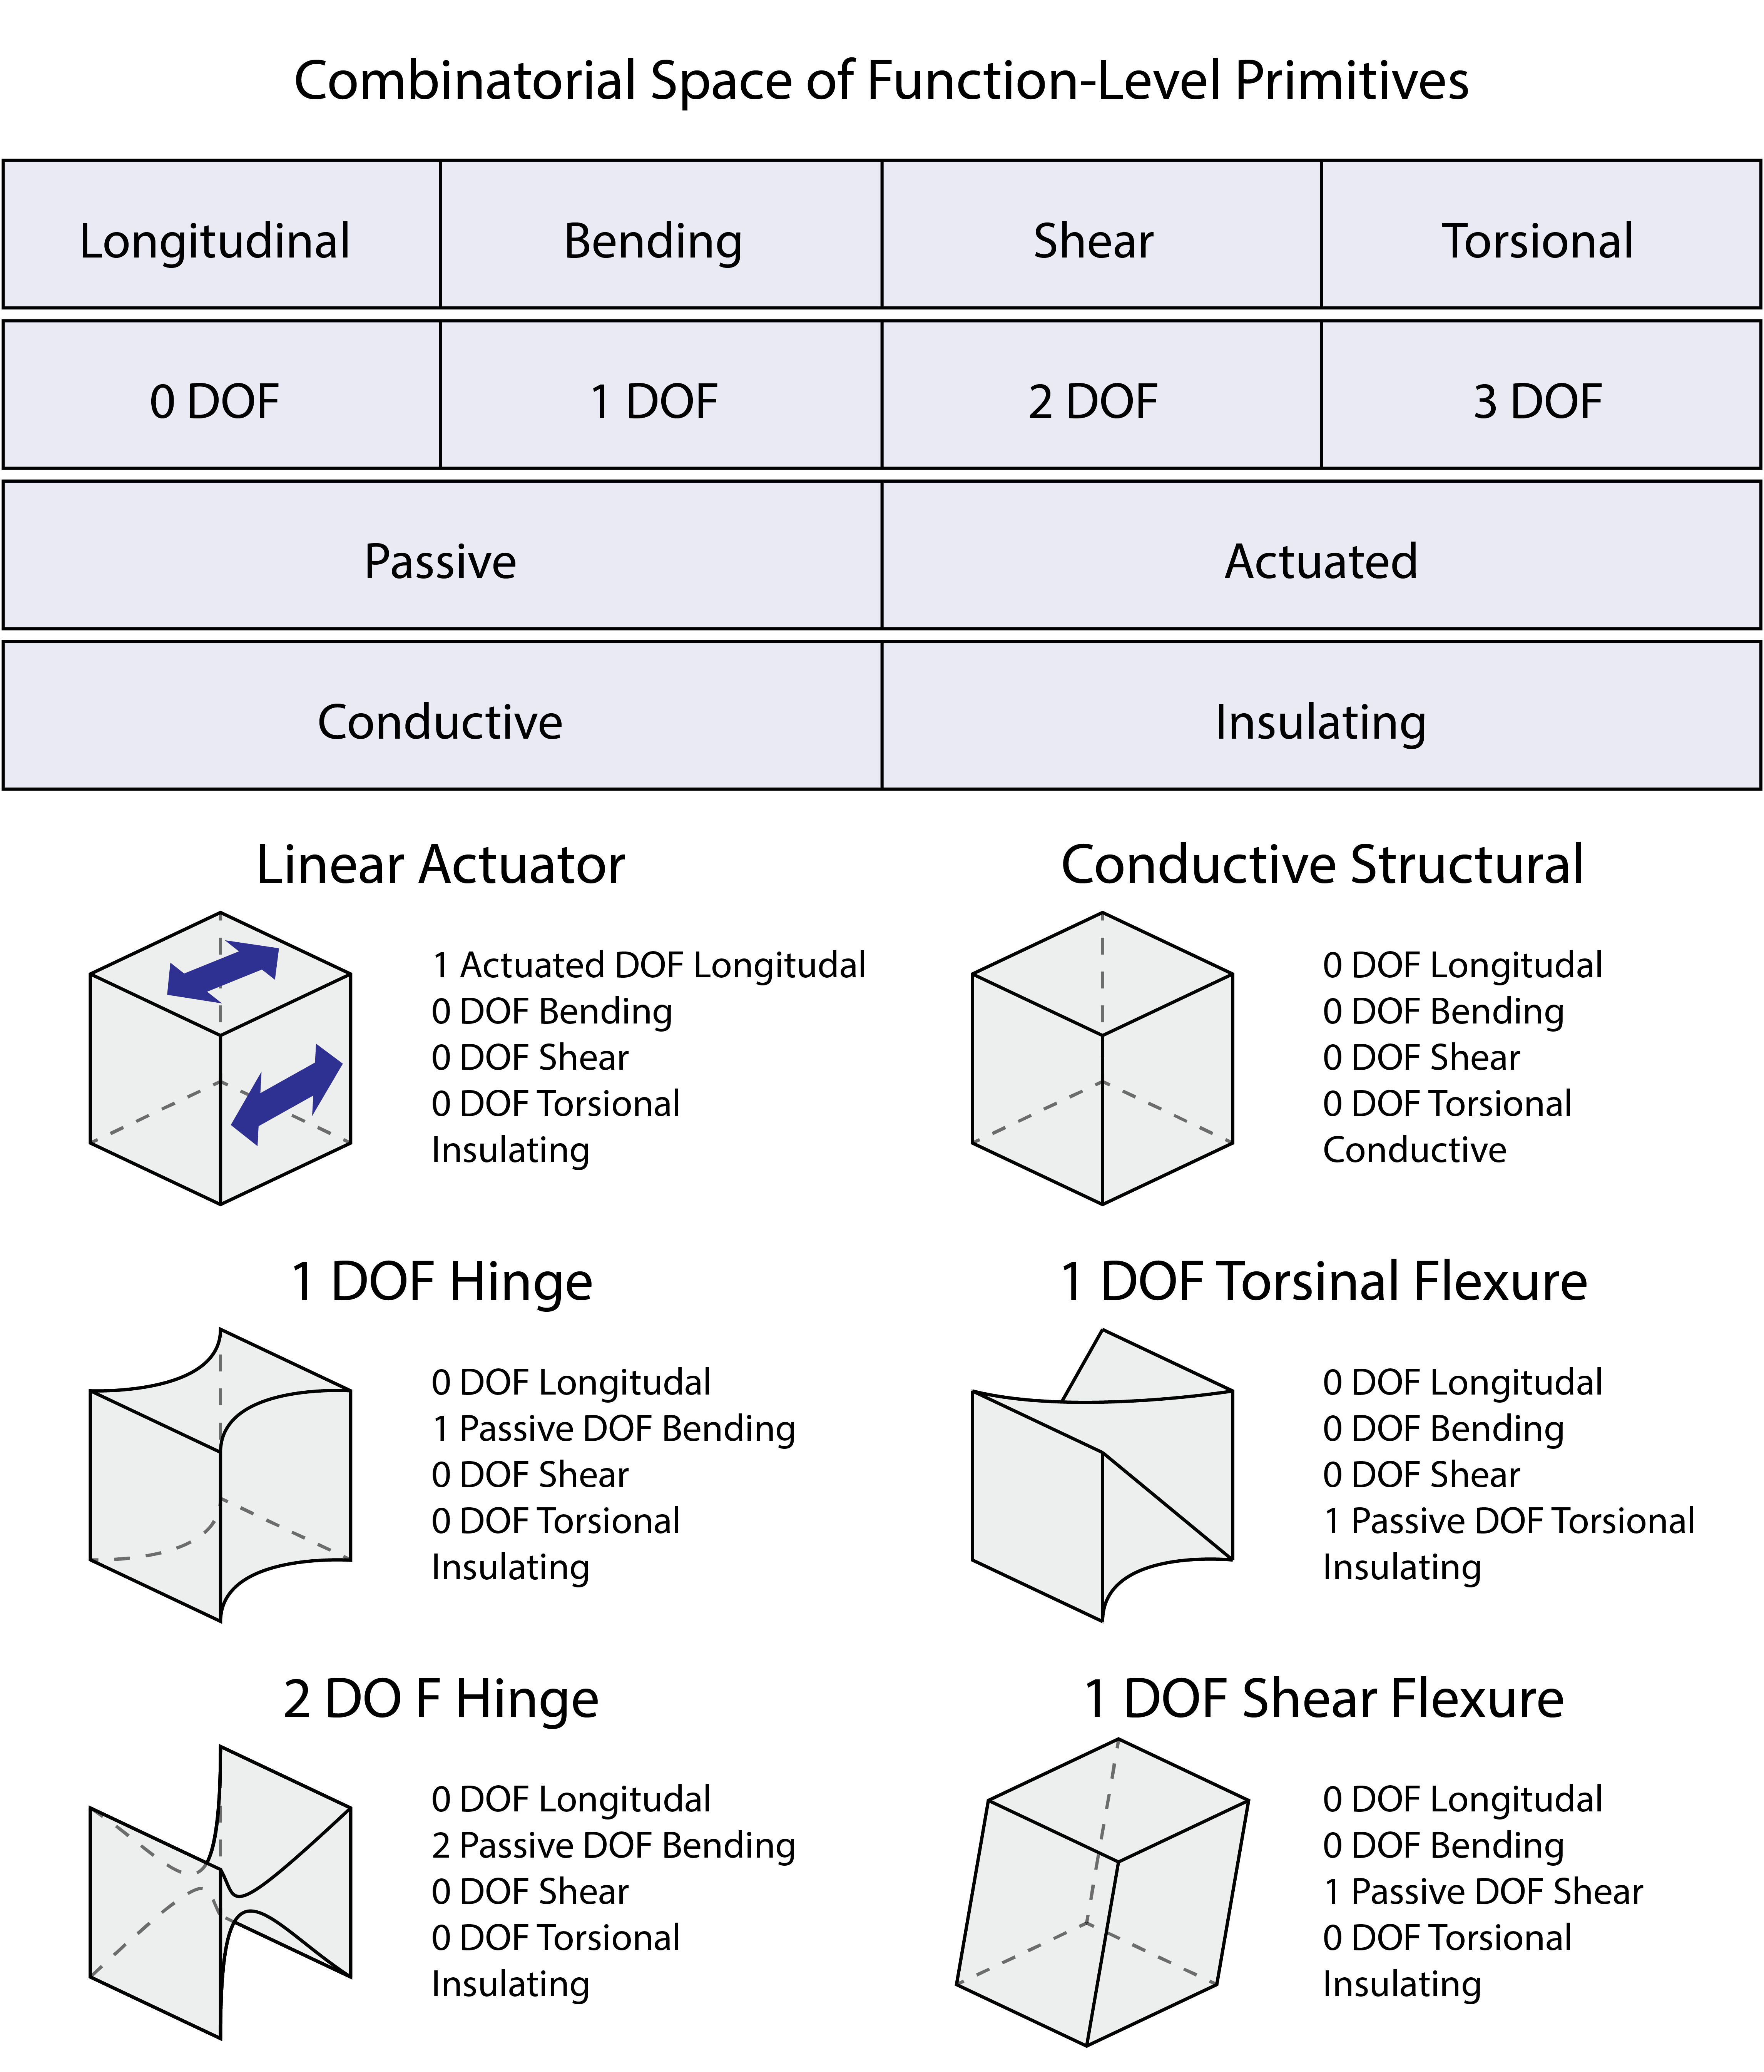 Combinatorial Space of Function-Level Primitives
Longitudinal
Bending
Shear
Torsional
0 DOF
1 DOF
2 DOF
3 DOF
Passive
Actuated
Conductive
Insulating
Linear Actuator
1 Actuated DOF Longitudal
0 DOF Bending
0 DOF Shear
0 DOF Torsional
Insulating
Conductive Structural
0 DOF Longitudal
0 DOF Bending
0 DOF Shear
0 DOF Torsional
Conductive
1 DOF Hinge
0 DOF Longitudal
1 Passive DOF Bending
0 DOF Shear
0 DOF Torsional
Insulating
1 DOF Torsinal Flexure
0 DOF Longitudal
0 DOF Bending
0 DOF Shear
1 Passive DOF Torsional
Insulating
2 DO F Hinge
0 DOF Longitudal
2 Passive DOF Bending
0 DOF Shear
0 DOF Torsional
Insulating
1 DOF Shear Flexure
0 DOF Longitudal
0 DOF Bending
1 Passive DOF Shear
0 DOF Torsional
Insulating